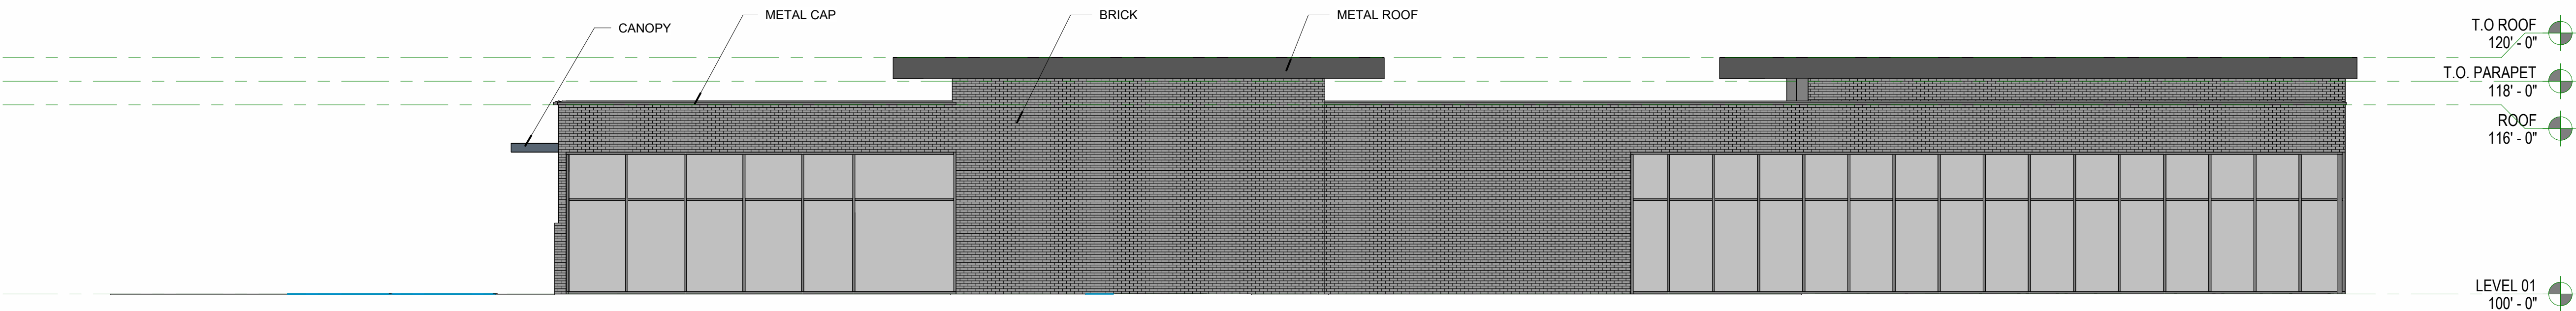 CANOPY
METAL CAP
BRICK
METAL ROOF
T.O ROOF
120' - 0"
T.O. PARAPET
118' - 0"
ROOF
116' - 0"
LEVEL 01
100' - 0"